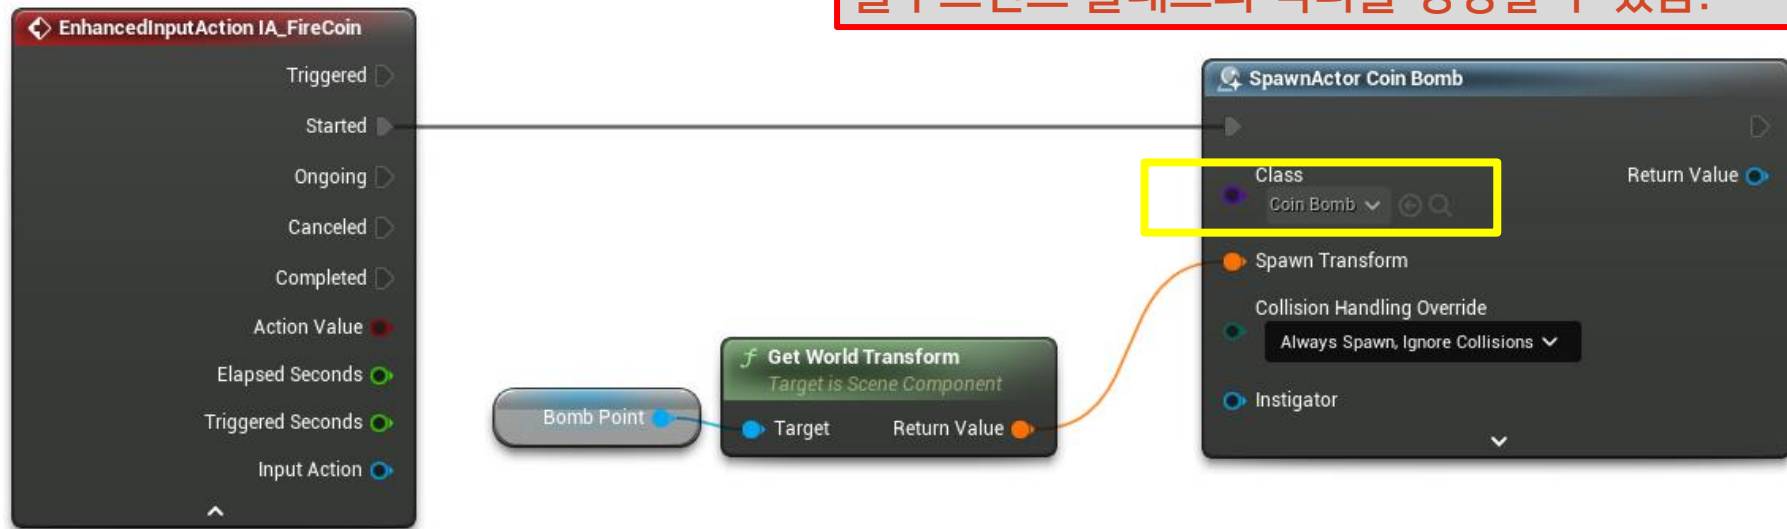 EnhancedInputAction IA_FireCoin
Triggered
Started
Ongoing
Canceled
Completed
Action Value
Elapsed Seconds
Triggered Seconds
Input Action
Bomb Point
Get World Transform
Target is Scene Component
Target Return Value
SpawnActor Coin Bomb
Class Return Value
Coin Bomb
Spawn Transform
Collision Handling Override
Always Spawn, Ignore Collisions
Instigator